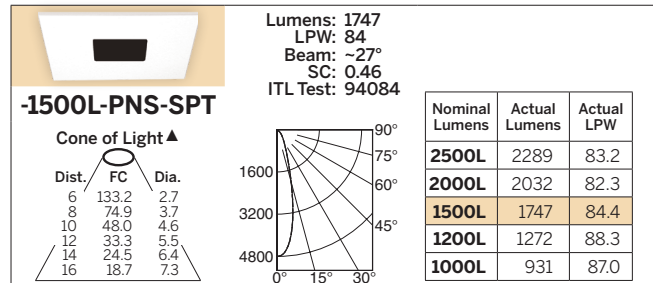 Lumens: 1747
LPW: 84
Beam: ~27°
SC: 0.46
ITL Test: 94084
-1500L-PNS-SPT
Cone of Light▲
Dist. FC Dia.
6 133.2 2.7
8 74.9 3.7
10 48.0 4.6
12 33.3 5.5
14 24.5 6.4
16 18.7 7.3
90°
75°
1600
60°
3200
45°
4800
0° 15° 30°
Nominal Lumens Actual Lumens Actual LPW
2500L 2289 83.2
2000L 2032 82.3
1500L 1747 84.4
1200L 1272 88.3
1000L 931 87.0